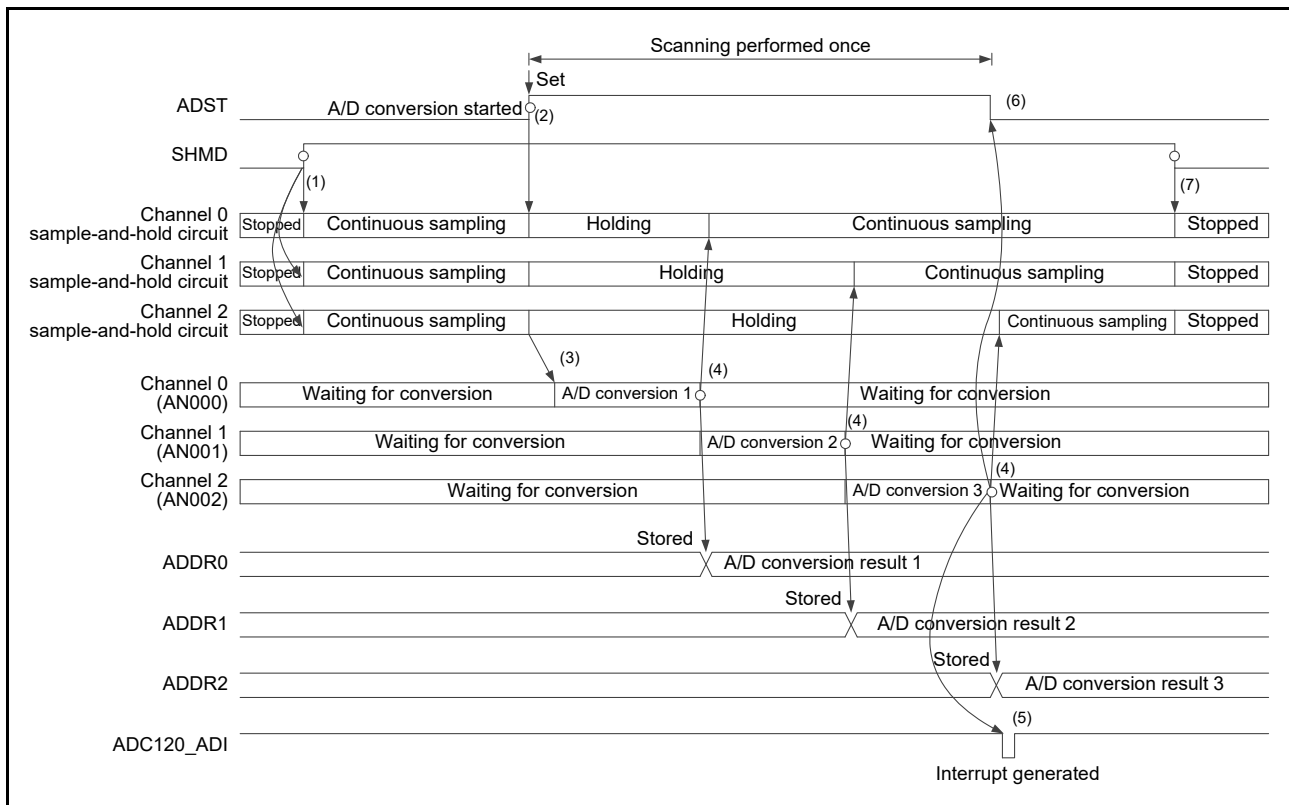 Scanning performed once
Set
ADST
A/D conversion started
(2)
(6)
SHMD
(1)
(7)
Channel 0
sample-and-hold circuit
Stopped
Continuous sampling
Holding
Continuous sampling
Stopped
Channel 1
sample-and-hold circuit
Stopped
Continuous sampling
Holding
Continuous sampling
Stopped
Channel 2
sample-and-hold circuit
Stopped
Continuous sampling
Holding
Continuous sampling
Stopped
(3)
(4)
Channel 0
(AN000)
Waiting for conversion
A/D conversion 1
Waiting for conversion
(4)
Channel 1
(AN001)
Waiting for conversion
A/D conversion 2
Waiting for conversion
(4)
Channel 2
(AN002)
Waiting for conversion
A/D conversion 3
Waiting for conversion
Stored
ADDR0
A/D conversion result 1
Stored
ADDR1
A/D conversion result 2
Stored
ADDR2
A/D conversion result 3
(5)
ADC120_ADI
Interrupt generated